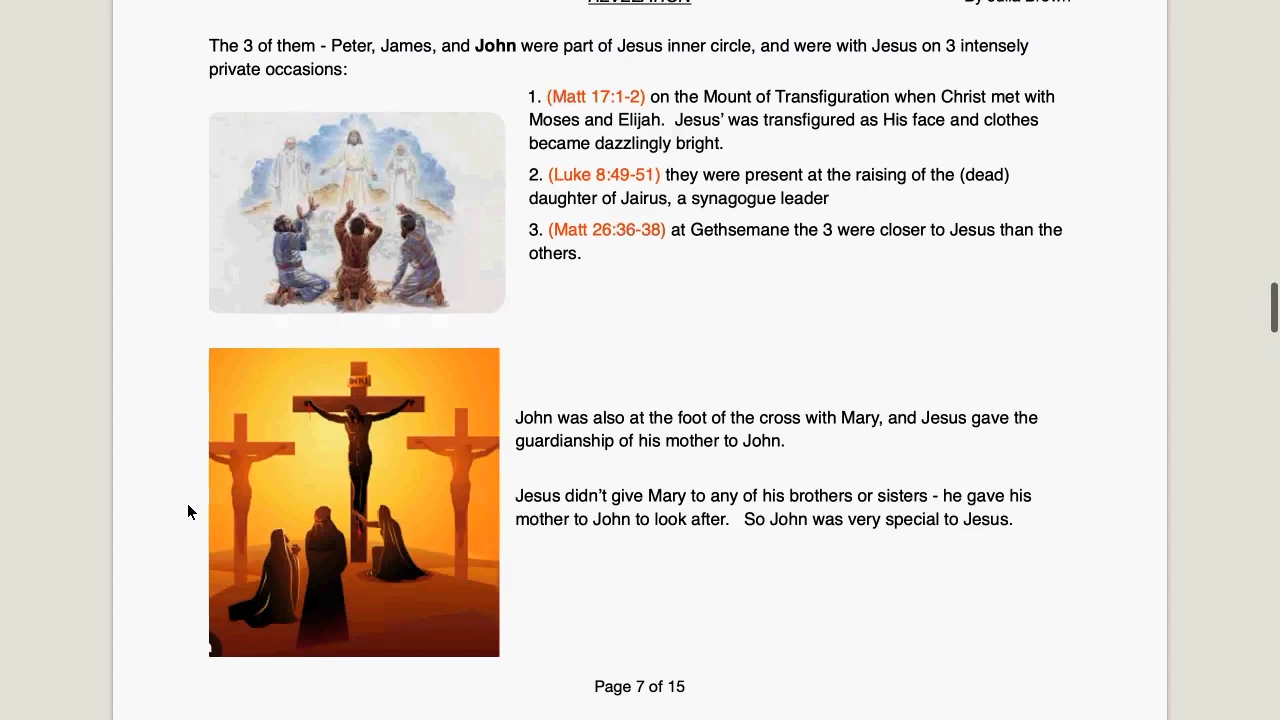 REVELATION
By Julia Brown
The 3 of them - Peter, James, and John were part of Jesus inner circle, and were with Jesus on 3 intensely
private occasions:
1. (Matt 17:1-2) on the Mount of Transfiguration when Christ met with
Moses and Elijah.  Jesus’ was transfigured as His face and clothes
became dazzlingly bright.
2. (Luke 8:49-51) they were present at the raising of the (dead)
daughter of Jairus, a synagogue leader
3. (Matt 26:36-38) at Gethsemane the 3 were closer to Jesus than the
others.
INRI
John was also at the foot of the cross with Mary, and Jesus gave the
guardianship of his mother to John.
Jesus didn’t give Mary to any of his brothers or sisters - he gave his
mother to John to look after.   So John was very special to Jesus.
Page 7 of 15